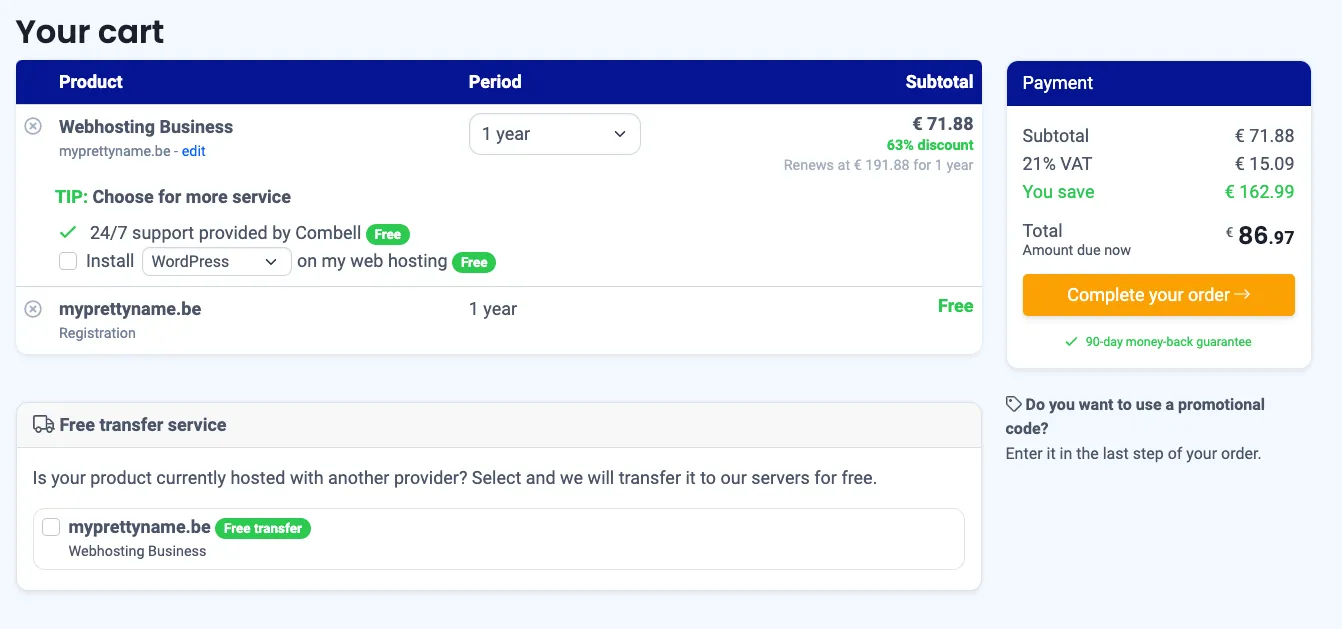 Your cart
Product Period Subtotal
Webhosting Business 1 year € 71.88
63% discount
myprettyname.be - edit
Renews at € 191.88 for 1 year
TIP: Choose for more service
24/7 support provided by Combell Free
Install WordPress on my web hosting Free
myprettyname.be 1 year Free
Registration
Payment
Subtotal € 71.88
21% VAT € 15.09
You save € 162.99
Total € 86.97
Amount due now
Complete your order →
90-day money-back guarantee
Do you want to use a promotional
code?
Enter it in the last step of your order.
Free transfer service
Is your product currently hosted with another provider? Select and we will transfer it to our servers for free.
myprettyname.be Free transfer
Webhosting Business